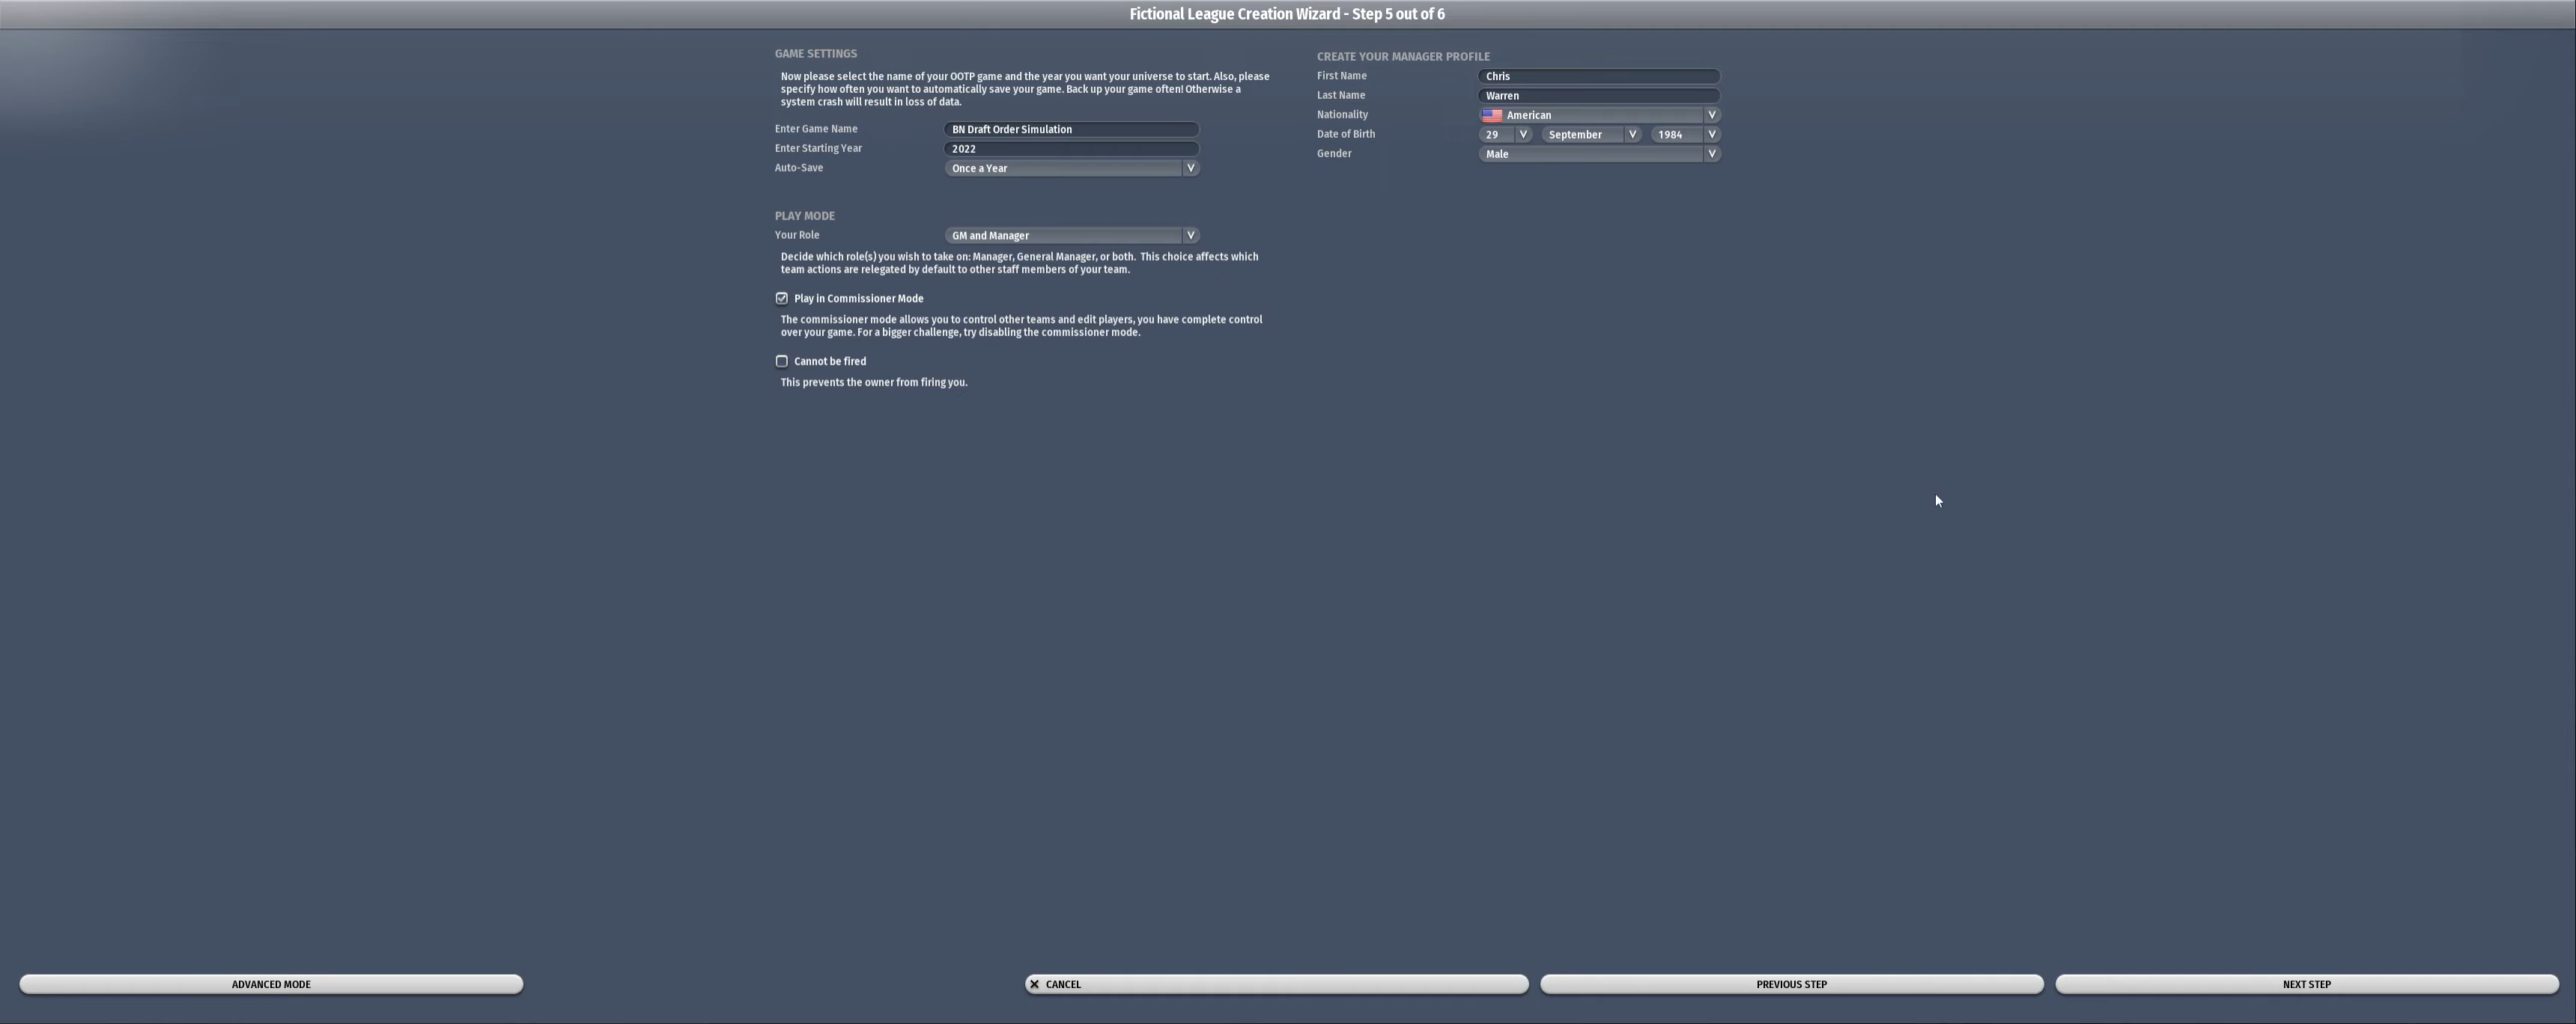 Fictional League Creation Wizard - Step 5 out of 6
GAME SETTINGS
Now please select the name of your OOTP game and the year you want your universe to start. Also, please
specify how often you want to automatically save your game. Back up your game often! Otherwise a
system crash will result in loss of data.
Enter Game Name BN Draft Order Simulation
Enter Starting Year 2022
Auto-Save Once a Year
PLAY MODE
Your Role GM and Manager
Decide which role(s) you wish to take on: Manager, General Manager, or both. This choice affects which
team actions are relegated by default to other staff members of your team.
Play in Commissioner Mode
The commissioner mode allows you to control other teams and edit players, you have complete control
over your game. For a bigger challenge, try disabling the commissioner mode.
Cannot be fired
This prevents the owner from firing you.
CREATE YOUR MANAGER PROFILE
First Name Chris
Last Name Warren
Nationality American
Date of Birth 29 September 1984
Gender Male
ADVANCED MODE
CANCEL
PREVIOUS STEP
NEXT STEP